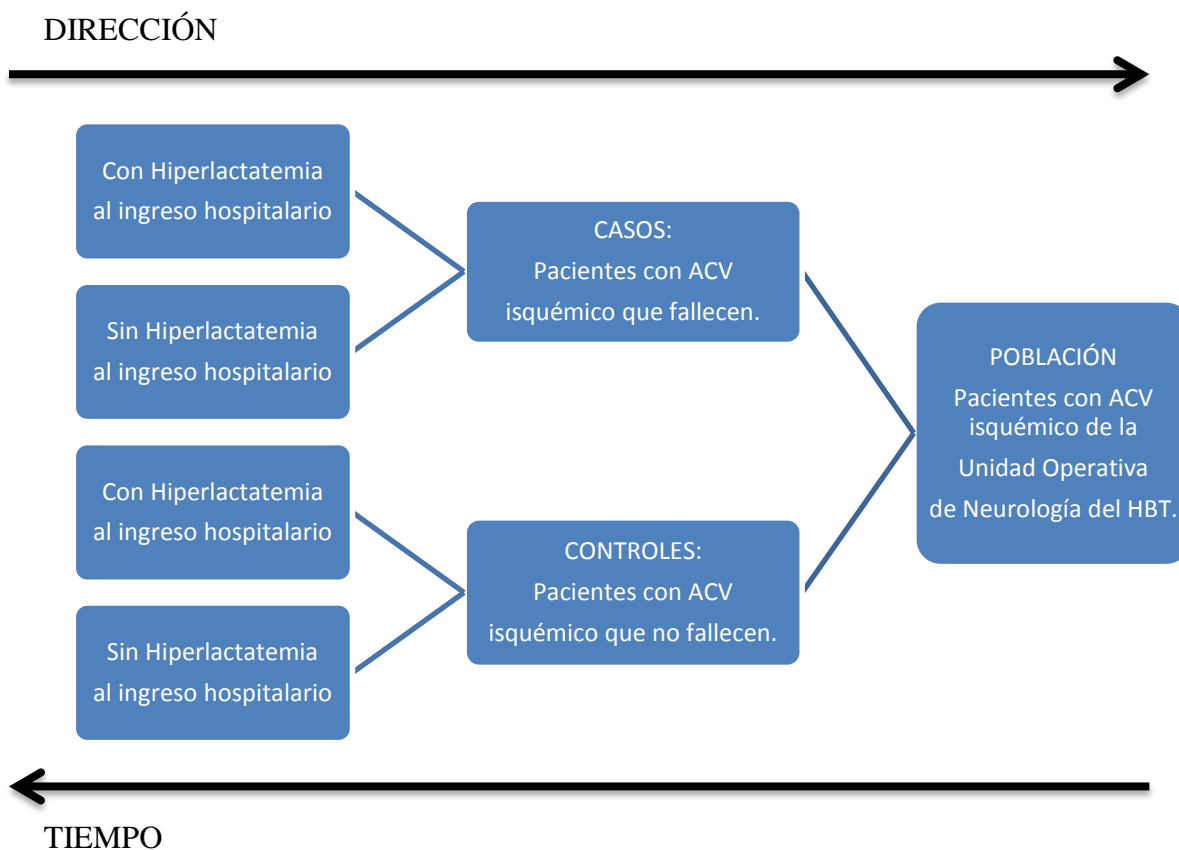 DIRECCIÓN
Con Hiperlactatemia
al ingreso hospitalario
Sin Hiperlactatemia
al ingreso hospitalario
Con Hiperlactatemia
al ingreso hospitalario
Sin Hiperlactatemia
al ingreso hospitalario
CASOS:
Pacientes con ACV
isquémico que fallecen.
CONTROLES:
Pacientes con ACV
isquémico que no fallecen.
POBLACIÓN
Pacientes con ACV
isquémico de la
Unidad Operativa
de Neurología del HBT.
TIEMPO